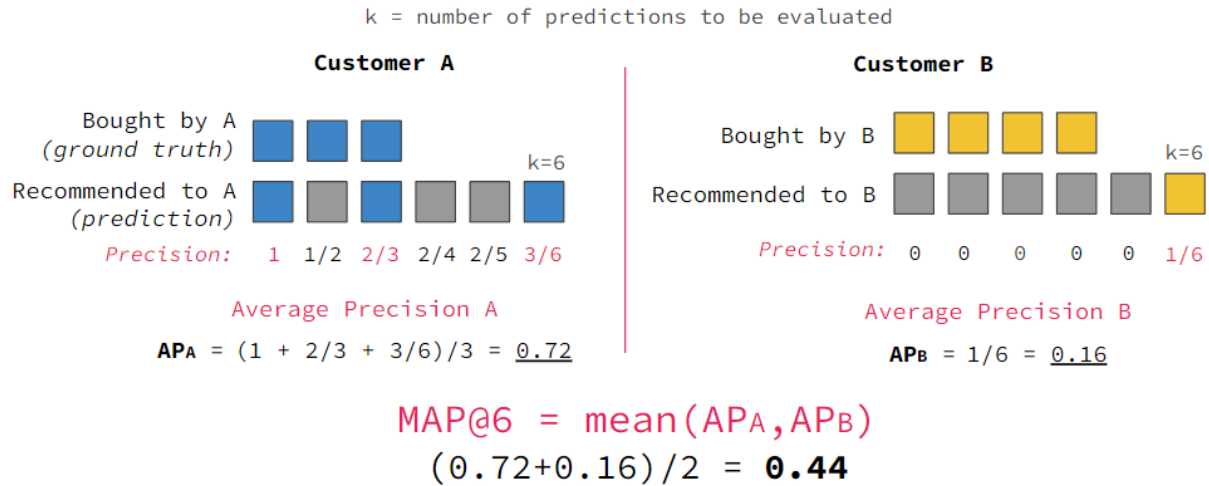 k = number of predictions to be evaluated
Customer A
Bought by A
(ground truth)
k=6
Recommended to A
(prediction)
Precision: 1 1/2 2/3 2/4 2/5 3/6
Average Precision A
APA = (1 + 2/3 + 3/6)/3 = 0.72
Customer B
Bought by B
k=6
Recommended to B
Precision: 0 0 0 0 0 1/6
Average Precision B
APB = 1/6 = 0.16
MAP@6 = mean(APA,APB)
(0.72+0.16)/2 = 0.44